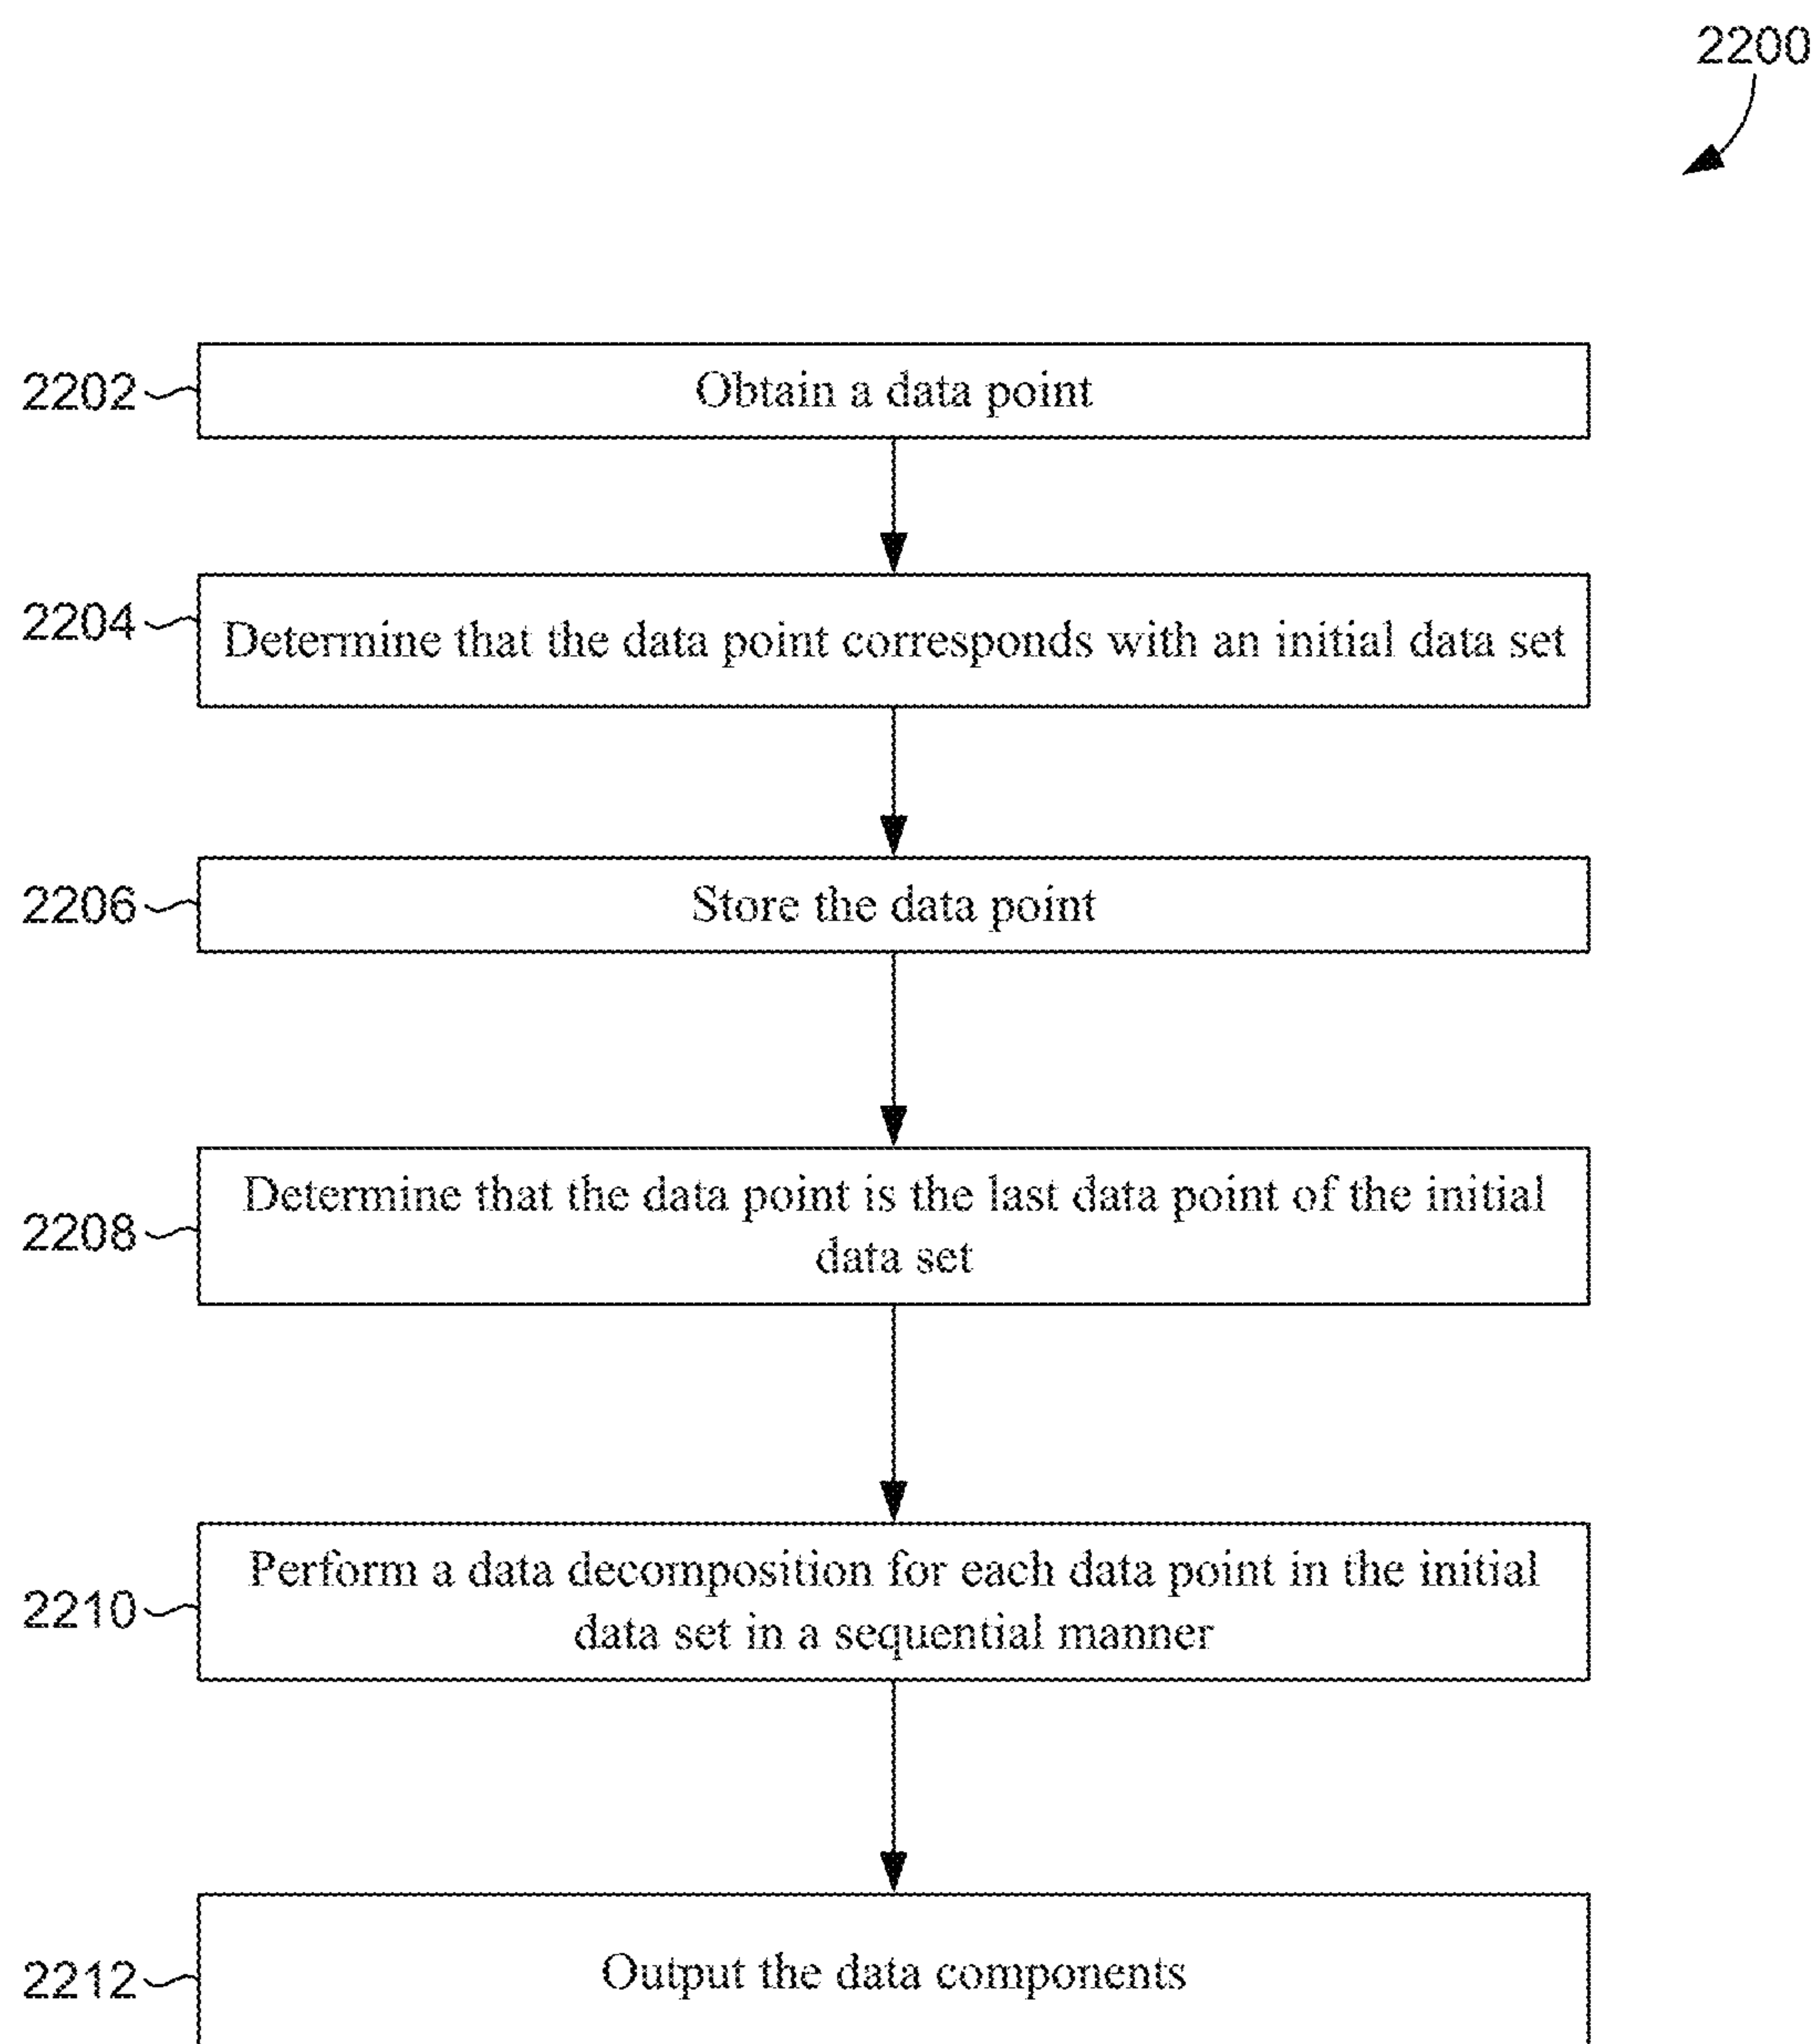 2200
2202
Obtain a data point
2204
Determine that the data point corresponds with an initial data set
2206
Store the data point
2208
Determine that the data point is the last data point of the initial
data set
2210
Perform a data decomposition for each data point in the initial
data set in a sequential manner
2212
Output the data components